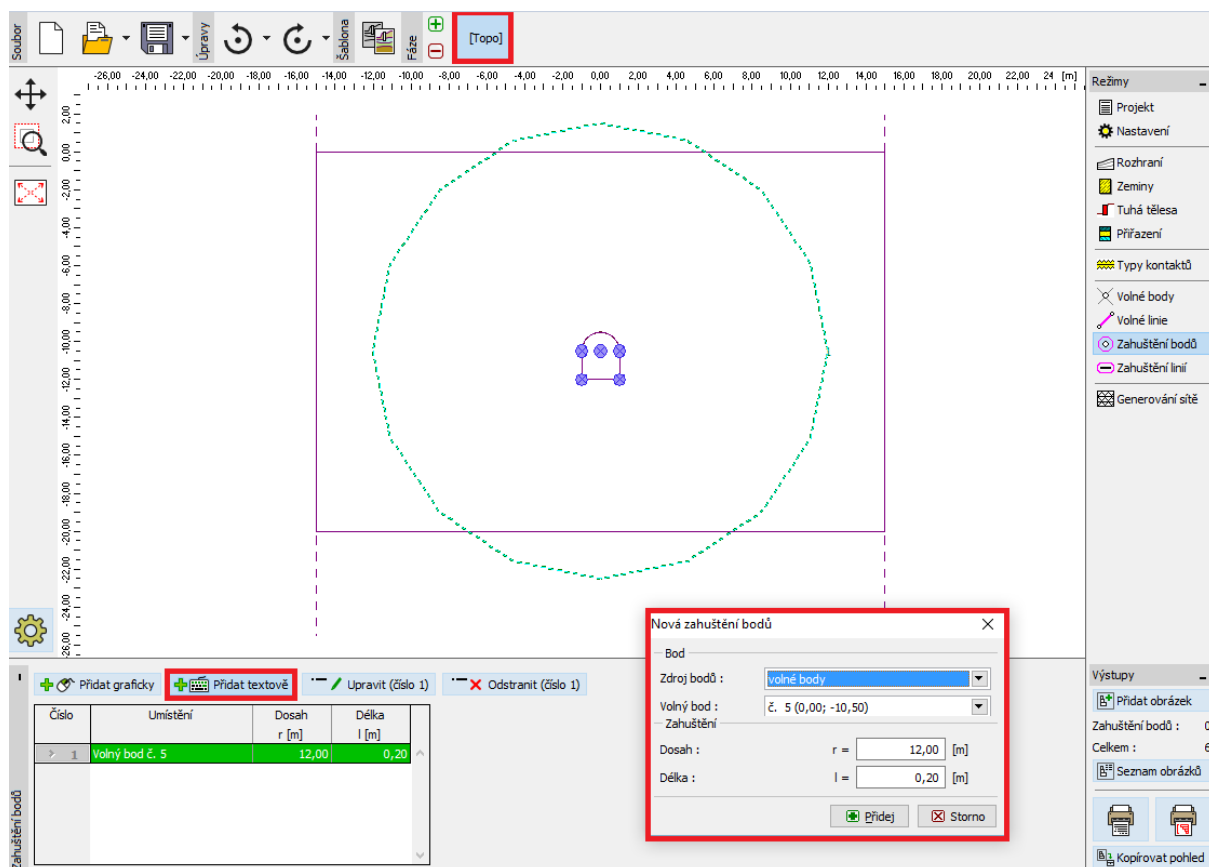 Soubor
Úpravy
Šablona
Fáze
[Topo]
-26,00 -24,00 -22,00 -20,00 -18,00 -16,00 -14,00 -12,00 -10,00 -8,00 -6,00 -4,00 -2,00 0,00 2,00 4,00 6,00 8,00 10,00 12,00 14,00 16,00 18,00 20,00 22,00 24 [m]
2,00
0,00
-2,00
-4,00
-6,00
-8,00
-10,00
-12,00
-14,00
-16,00
-18,00
-20,00
-22,00
-24,00
-26,00
Režimy
Projekt
Nastavení
Rozhraní
Zeminy
Tuhá tělesa
Přiřazení
Typy kontaktů
Volné body
Volné linie
Zahuštění bodů
Zahuštění linií
Generování sítě
Zahuštění bodů
Přidat graficky
Přidat textově
Upravit (číslo 1)
Odstranit (číslo 1)
Číslo Umístění Dosah Délka
r [m] l [m]
1 Volný bod č. 5 12,00 0,20
Nová zahuštění bodů
Bod
Zdroj bodů : volné body
Volný bod : č. 5 (0,00; -10,50)
Zahuštění
Dosah : r = 12,00 [m]
Délka : l = 0,20 [m]
Přidej
Storno
Výstupy
Přidat obrázek
Zahuštění bodů : 0
Celkem : 6
Seznam obrázků
Kopírovat pohled